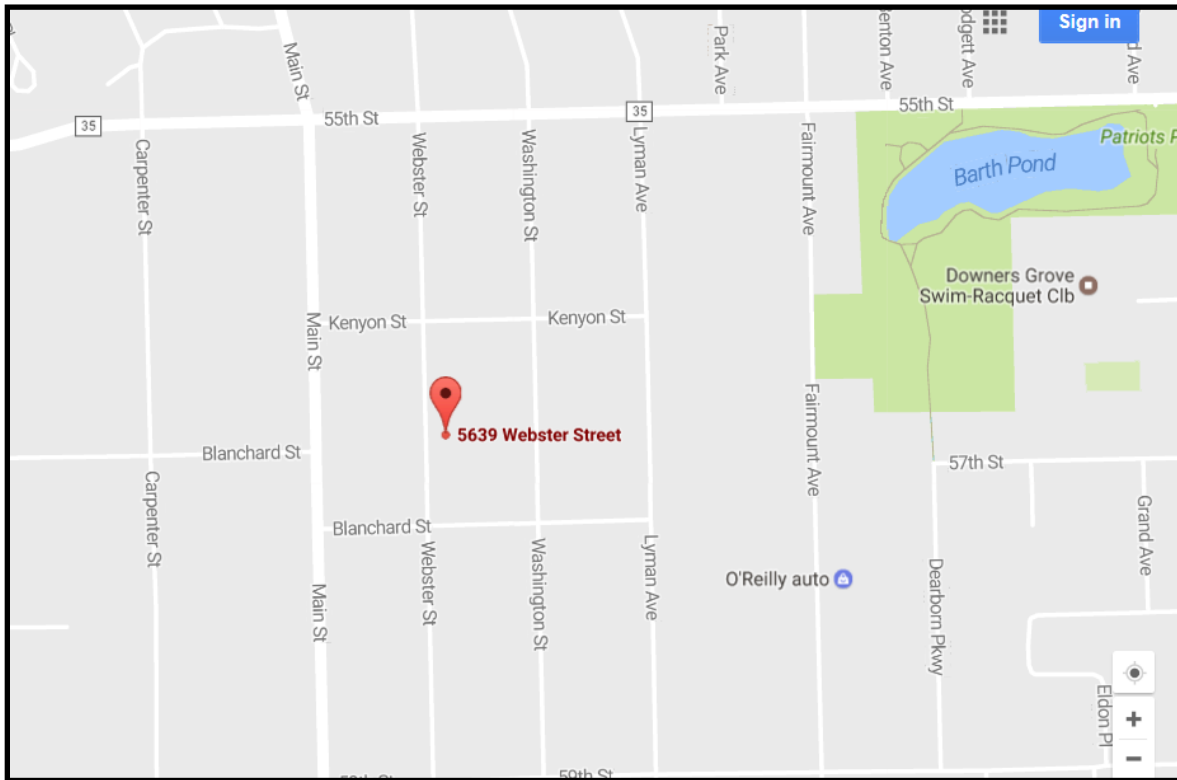 Sign in
Main St
Park Ave
35
55th St
35
55th St
Carpenter St
Webster St
Washington St
Lyman Ave
Fairmount Ave
Barth Pond
Downers Grove
Swim-Racquet Clb
Main St
Kenyon St
Kenyon St
5639 Webster Street
Blanchard St
Fairmount Ave
57th St
Carpenter St
Blanchard St
Webster St
Washington St
Lyman Ave
O'Reilly auto
Dearborn Pkwy
Grand Ave
Main St
Eldon Pl
59th St
+
−